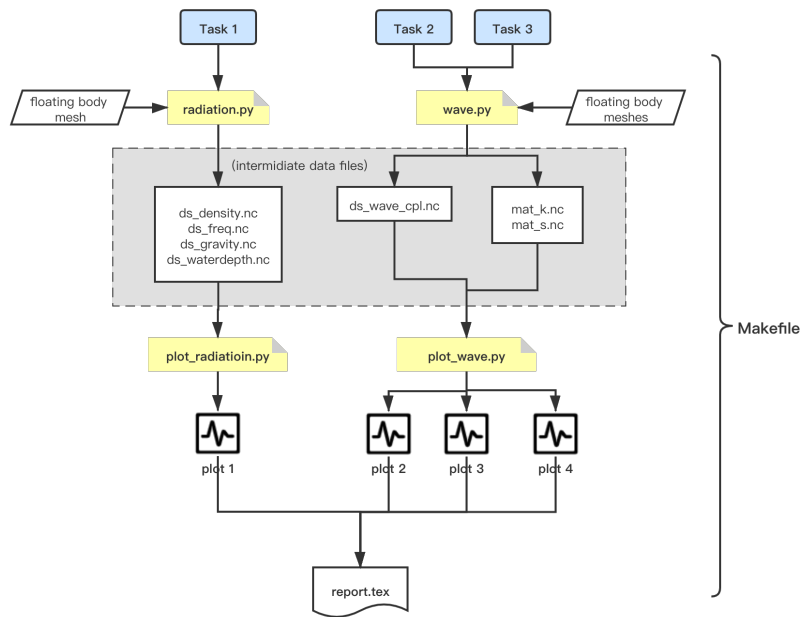 Task 1
Task 2
Task 3
floating body
mesh
radiation.py
wave.py
floating body
meshes
(intermidiate data files)
ds_density.nc
ds_freq.nc
ds_gravity.nc
ds_waterdepth.nc
ds_wave_cpl.nc
mat_k.nc
mat_s.nc
Makefile
plot_radiatioin.py
plot_wave.py
plot 1
plot 2
plot 3
plot 4
report.tex